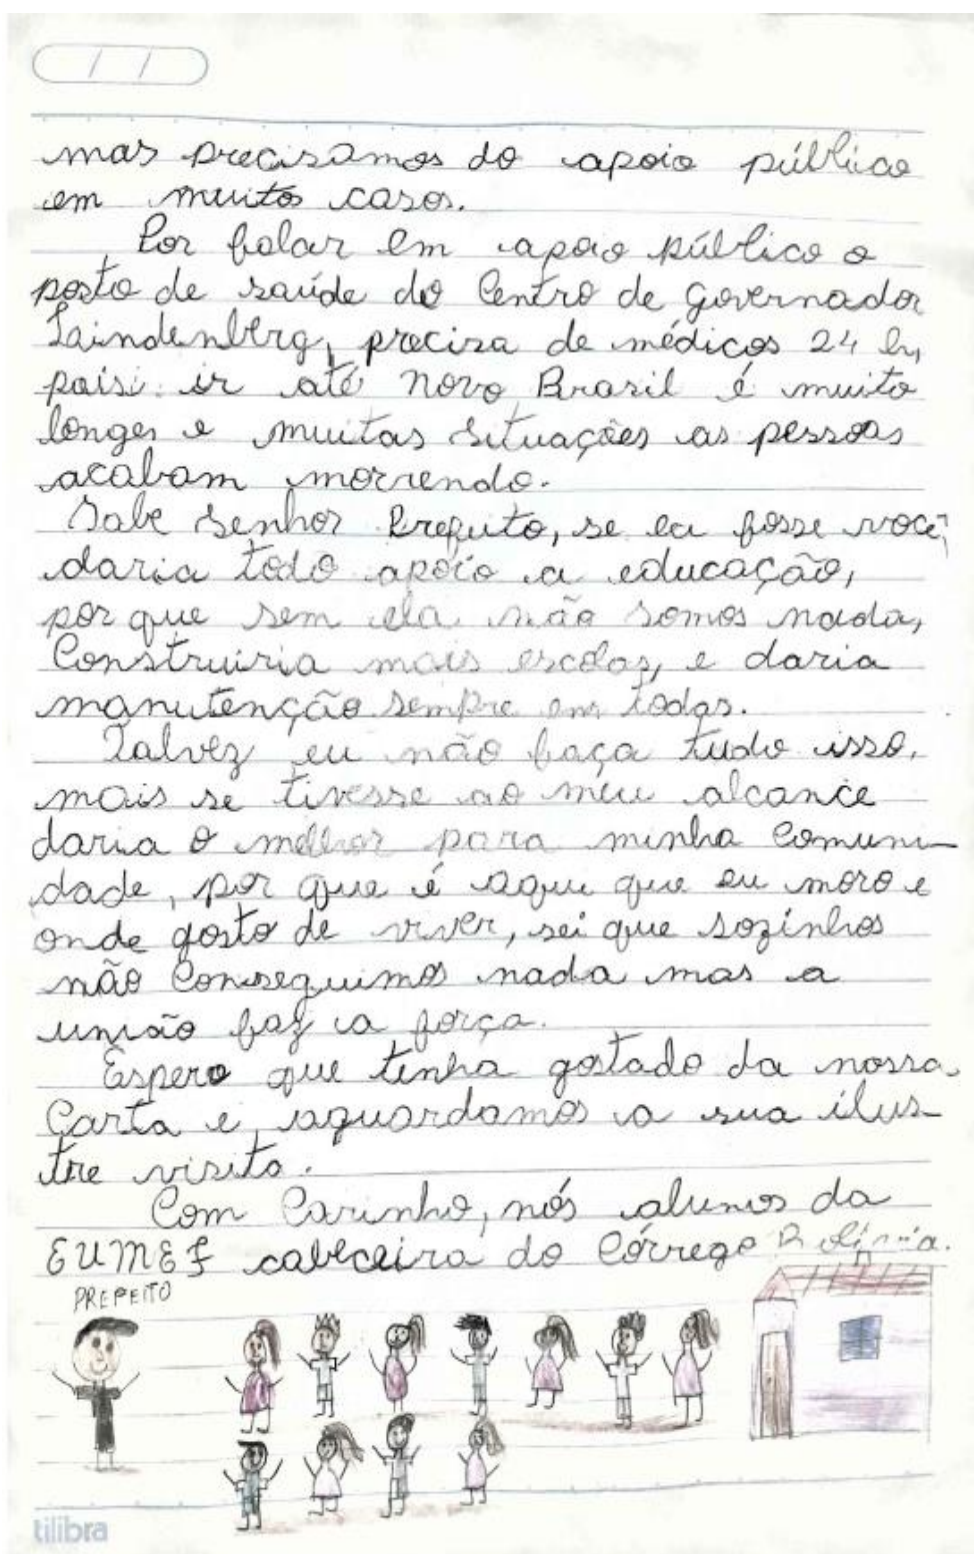 mas precisamos do apoio público
em muitos casos.
Por falar em apoio público o
posto de saúde do Centro de Governador
Laindenberg, precisa de médicos 24 h,
pois ir até Novo Brasil é muito
longe, e muitas situações as pessoas
acabam morrendo.
Sabe Senhor Prefeito, se eu fosse você,
daria todo apoio a educação,
por que sem ela não somos nada,
Construiria mais escolas, e daria
manutenção sempre em todas.
Talvez eu não faça tudo isso,
mais se tivesse ao meu alcance
daria o melhor para minha Comuni-
dade, por que é aqui que eu moro e
onde gosto de viver, sei que sozinhos
não Conseguimos nada mas a
união faz a força.
Espero que tenha gostado da nossa
Carta e aguardamos a sua ilus-
tre visita.
Com Carinho, nós alunos da
EUMEF cabeceira do Córrego
PREPEITO
tilibra